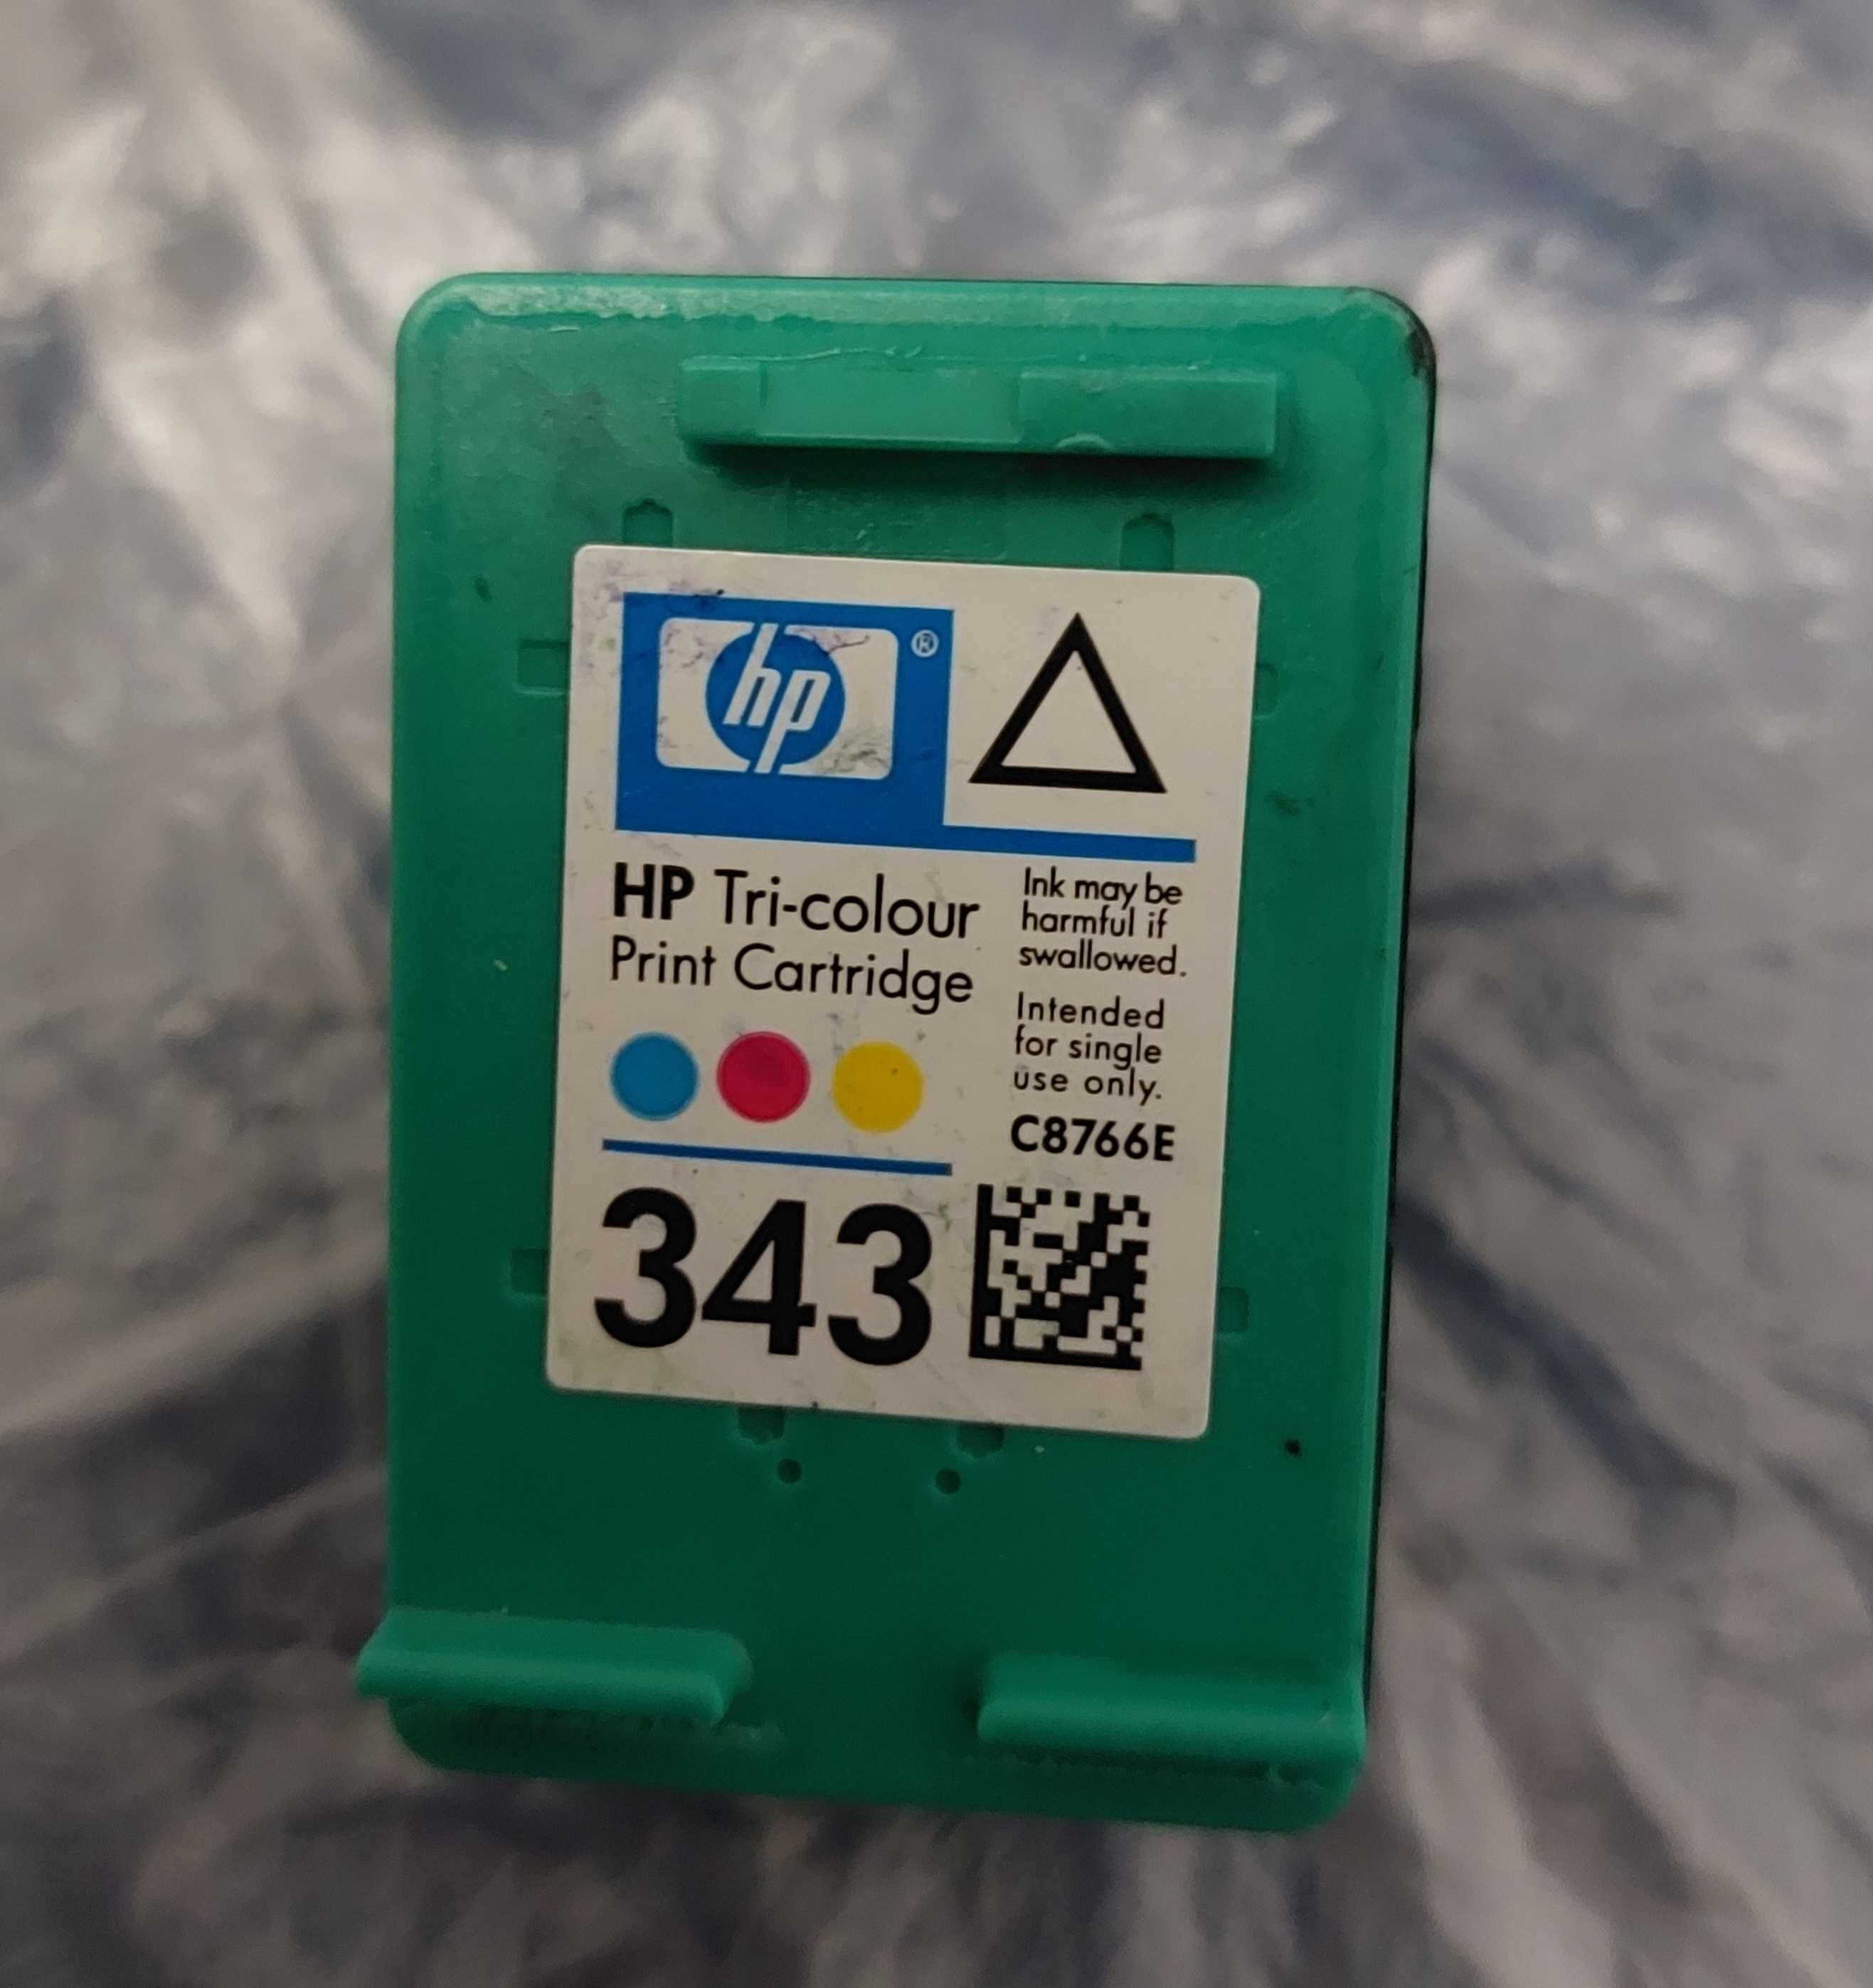 hp®
HP Tri-colour
Print Cartridge
343
Ink may be
harmful if
swallowed.
Intended
for single
use only.
C8766E